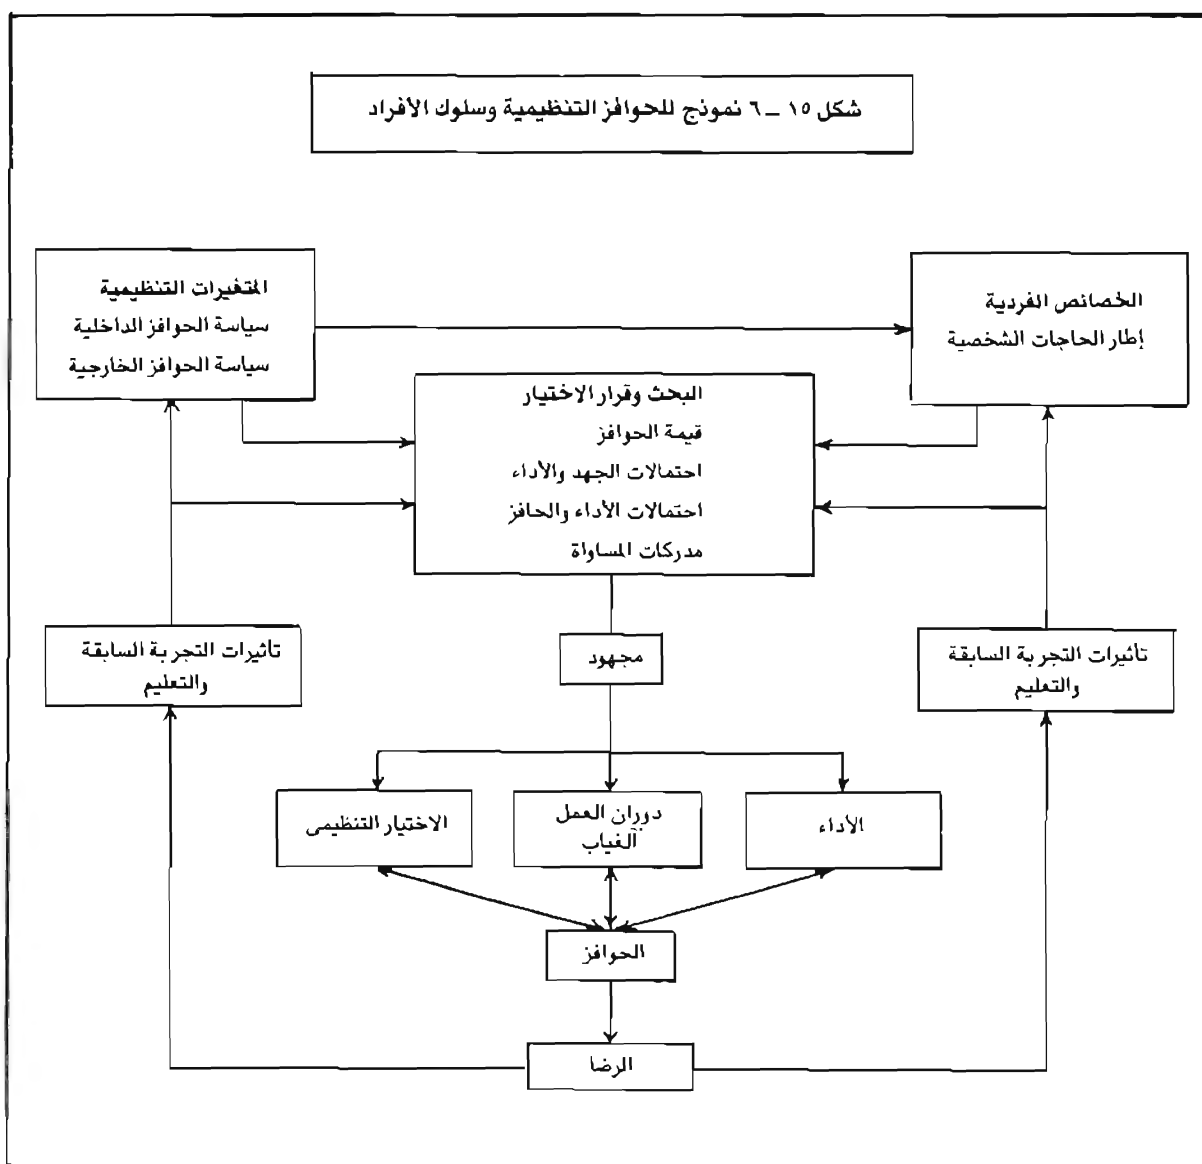 شكل ١٥ – ٦ نموذج للحوافز التنظيمية وسلوك الأفراد
الخصائص الفردية
إطار الحاجات الشخصية
المتغيرات التنظيمية
سياسة الحوافز الداخلية
سياسة الحوافز الخارجية
البحث وقرار الاختيار
قيمة الحوافز
احتمالات الجهد والأداء
احتمالات الأداء والحافز
مدركات المساواة
تأثيرات التجربة السابقة
والتعليم
مجهود
تأثيرات التجربة السابقة
والتعليم
الأداء
دوران العمل
الغياب
الاختيار التنظيمى
الحوافز
الرضا